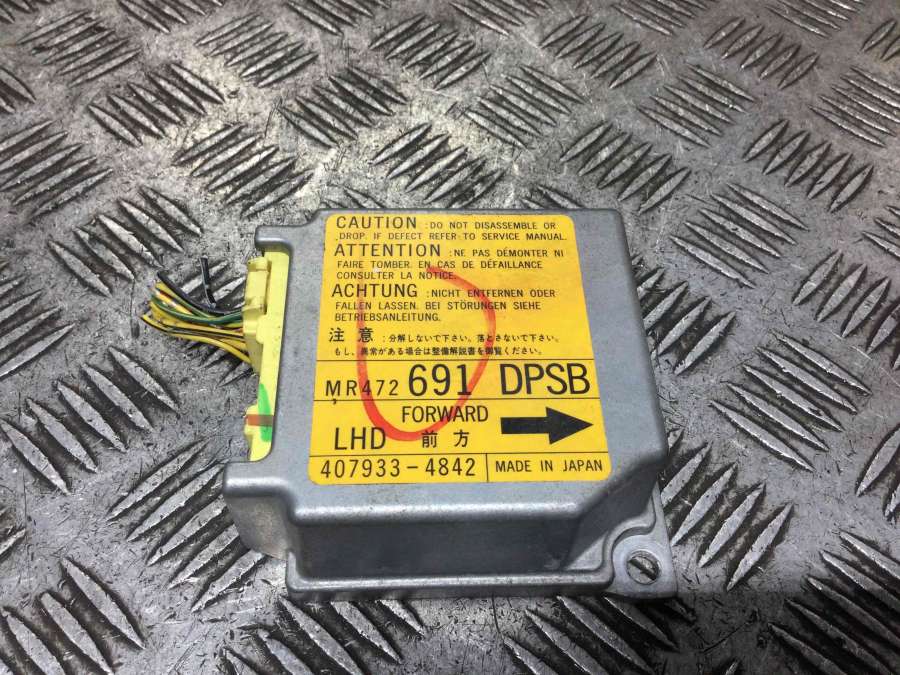 CAUTION : DO NOT DISASSEMBLE OR
DROP. IF DEFECT REFER TO SERVICE MANUAL.
ATTENTION : NE PAS DÉMONTER NI
FAIRE TOMBER. EN CAS DE DÉFAILLANCE
CONSULTER LA NOTICE.
ACHTUNG : NICHT ENTFERNEN ODER
FALLEN LASSEN. BEI STÖRUNGEN SIEHE
BETRIEBSANLEITUNG.
注意 : 分解しないで下さい。落とさないで下さい。
もし、異常がある場合は整備解説書を御覧ください。
MR472 691 DPSB
FORWARD
LHD 前方
407933-4842 MADE IN JAPAN